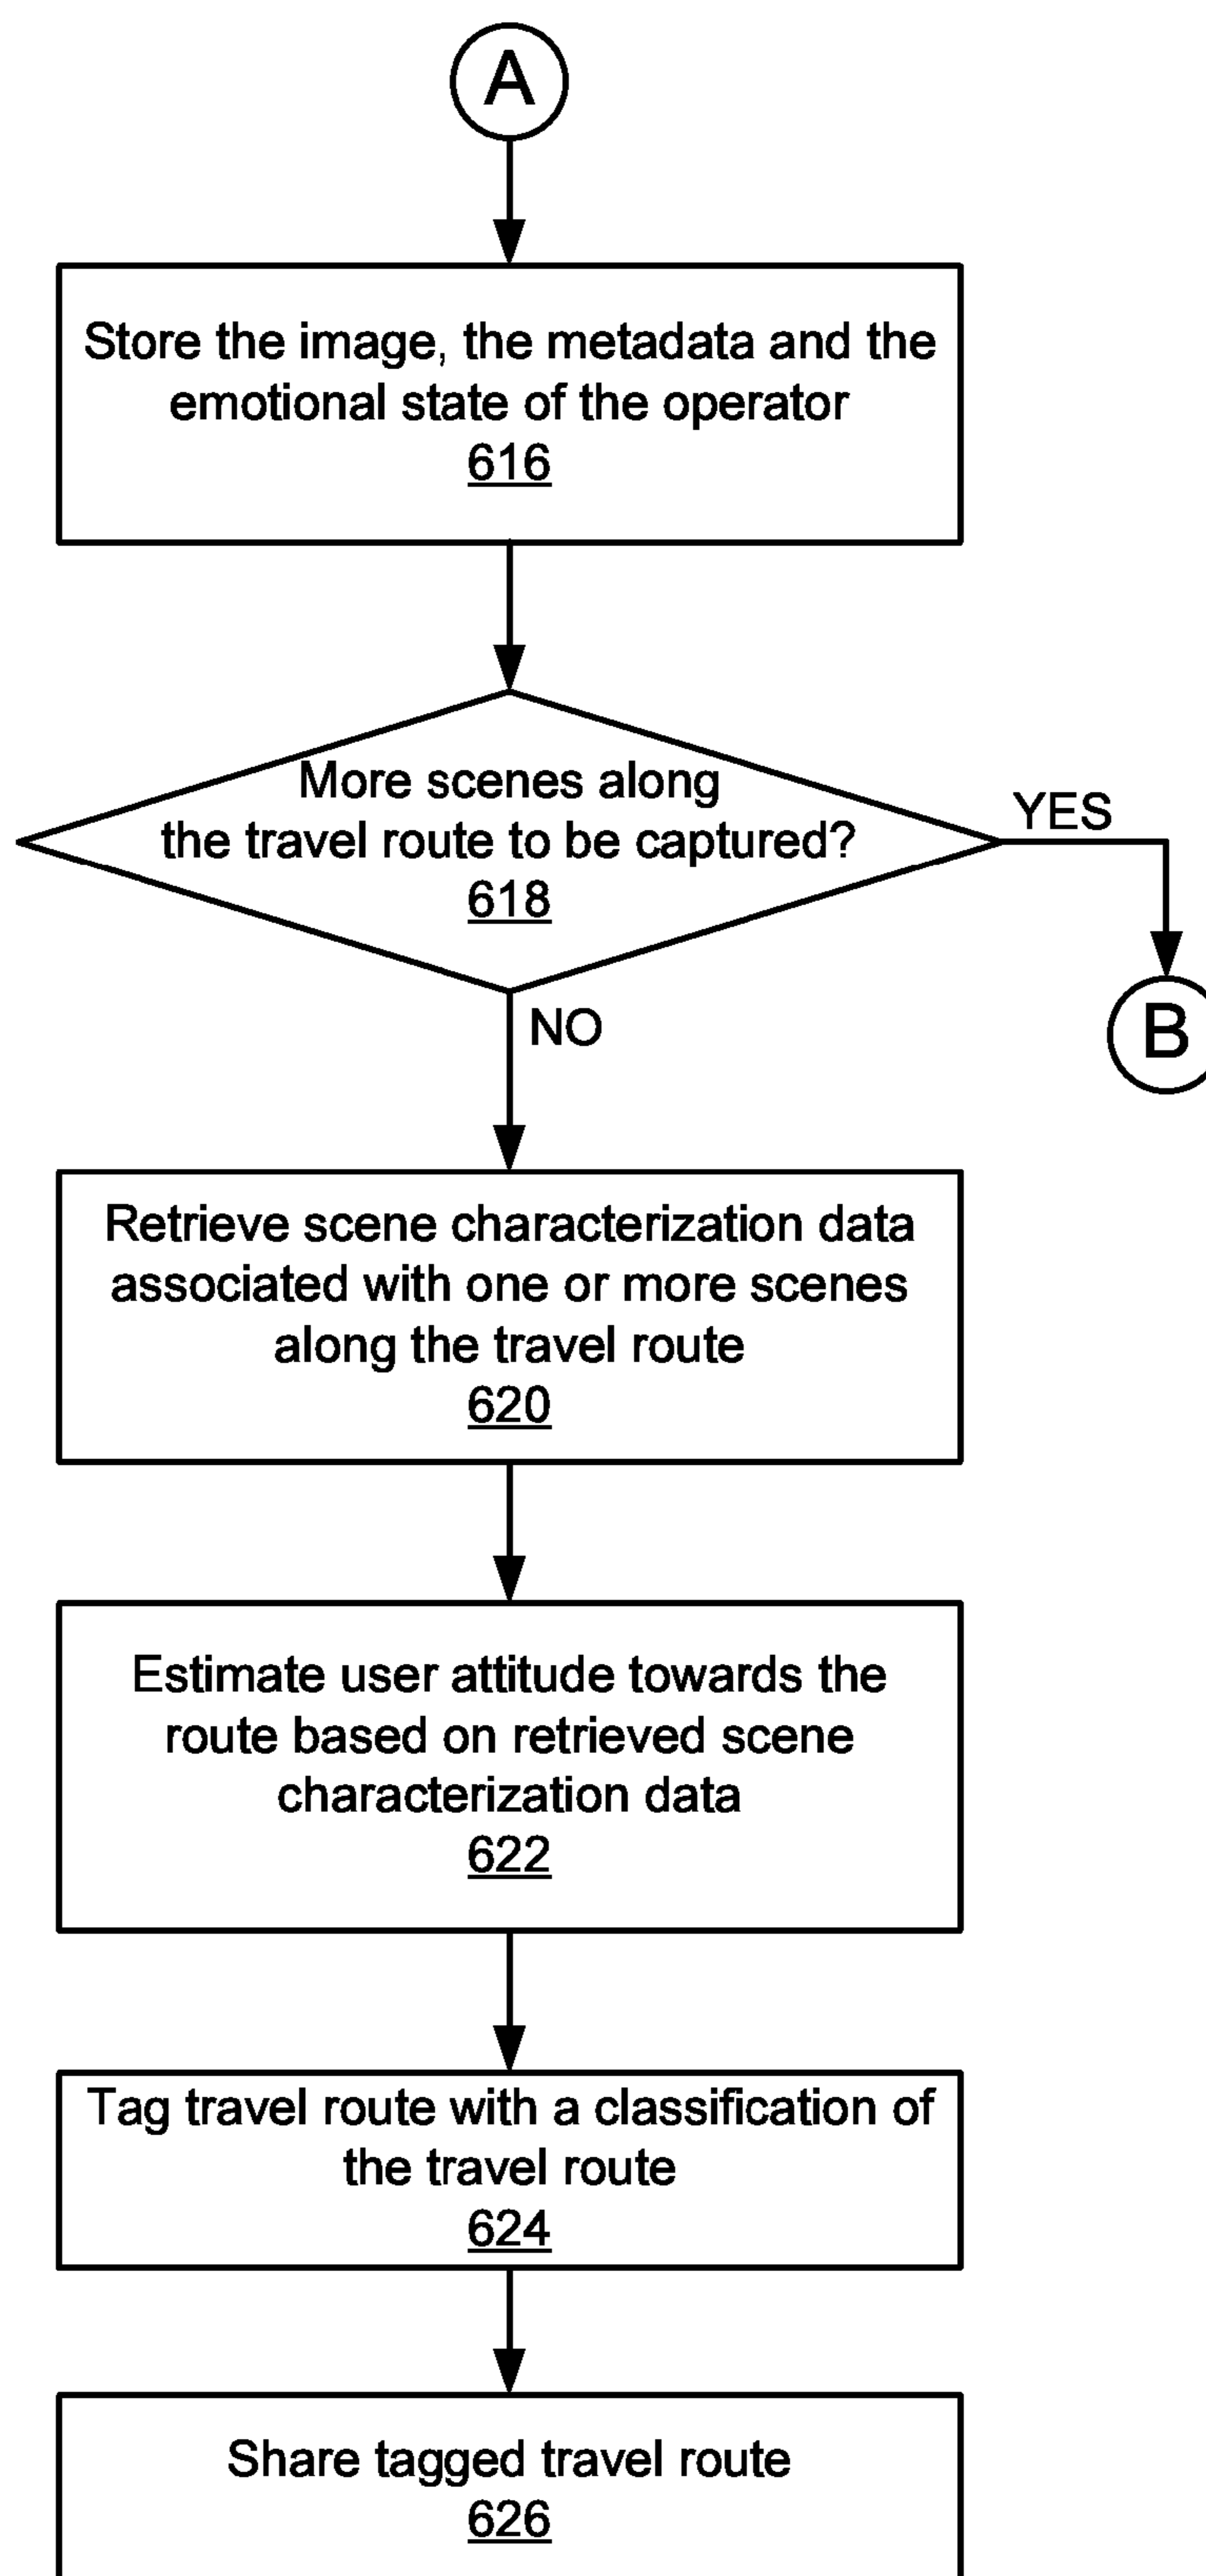 A
Store the image, the metadata and the
emotional state of the operator
616
More scenes along
the travel route to be captured?
618
YES
B
NO
Retrieve scene characterization data
associated with one or more scenes
along the travel route
620
Estimate user attitude towards the
route based on retrieved scene
characterization data
622
Tag travel route with a classification of
the travel route
624
Share tagged travel route
626